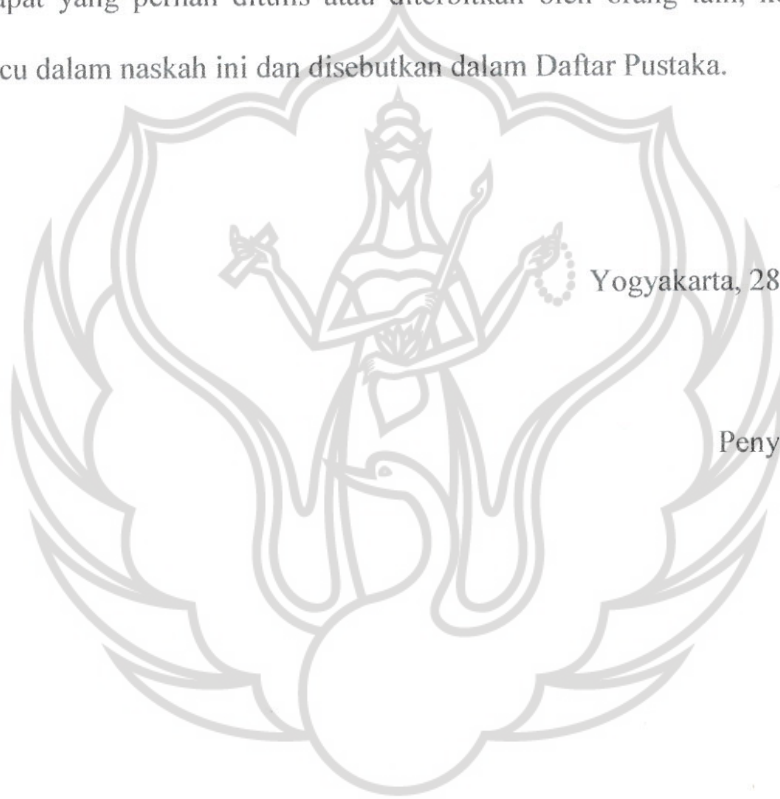 apat yang pernah ditulis atau diterbitkan oleh orang lain,
cu dalam naskah ini dan disebutkan dalam Daftar Pustaka.
Yogyakarta, 28
Peny